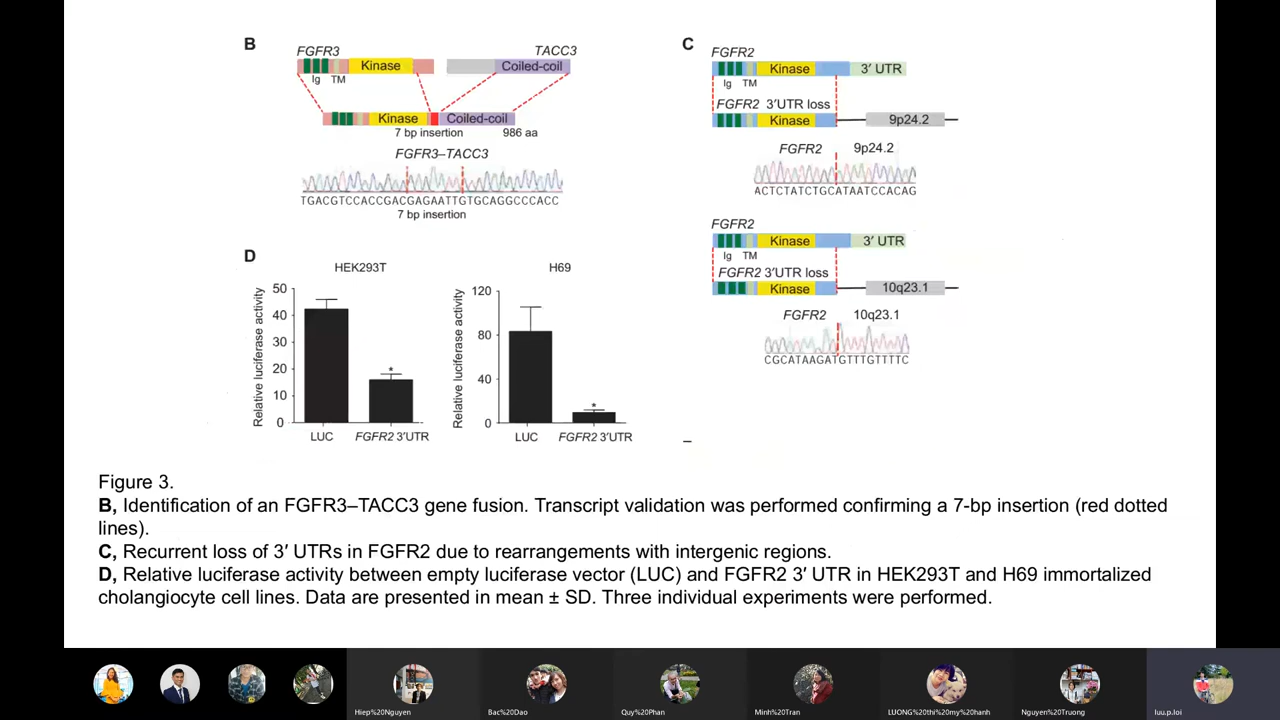 B
FGFR3
TACC3
Kinase
Coiled-coil
Ig
TM
Kinase
Coiled-coil
7 bp insertion
986 aa
FGFR3–TACC3
TGACGTCCACCGACGAGAATTGTGCAGGCCCACC
7 bp insertion
C
FGFR2
Kinase
3′ UTR
Ig
TM
FGFR2 3′UTR loss
Kinase
9p24.2
FGFR2
9p24.2
ACTCTATCTGCATAATCCACAG
FGFR2
Kinase
3′ UTR
Ig
TM
FGFR2 3′UTR loss
Kinase
10q23.1
FGFR2
10q23.1
CGCATAAGATGTTTGTTTTC
D
HEK293T
Relative luciferase activity
50
40
30
20
10
0
*
LUC
FGFR2 3′UTR
H69
Relative luciferase activity
120
80
40
0
*
LUC
FGFR2 3′UTR
Figure 3.
B, Identification of an FGFR3–TACC3 gene fusion. Transcript validation was performed confirming a 7-bp insertion (red dotted
lines).
C, Recurrent loss of 3′ UTRs in FGFR2 due to rearrangements with intergenic regions.
D, Relative luciferase activity between empty luciferase vector (LUC) and FGFR2 3′ UTR in HEK293T and H69 immortalized
cholangiocyte cell lines. Data are presented in mean ± SD. Three individual experiments were performed.
Hiep%20Nguyen
Bac%20Dao
Quy%20Phan
Minh%20Tran
LUONG%20thi%20my%20hanh
Nguyen%20Truong
luu.p.loi